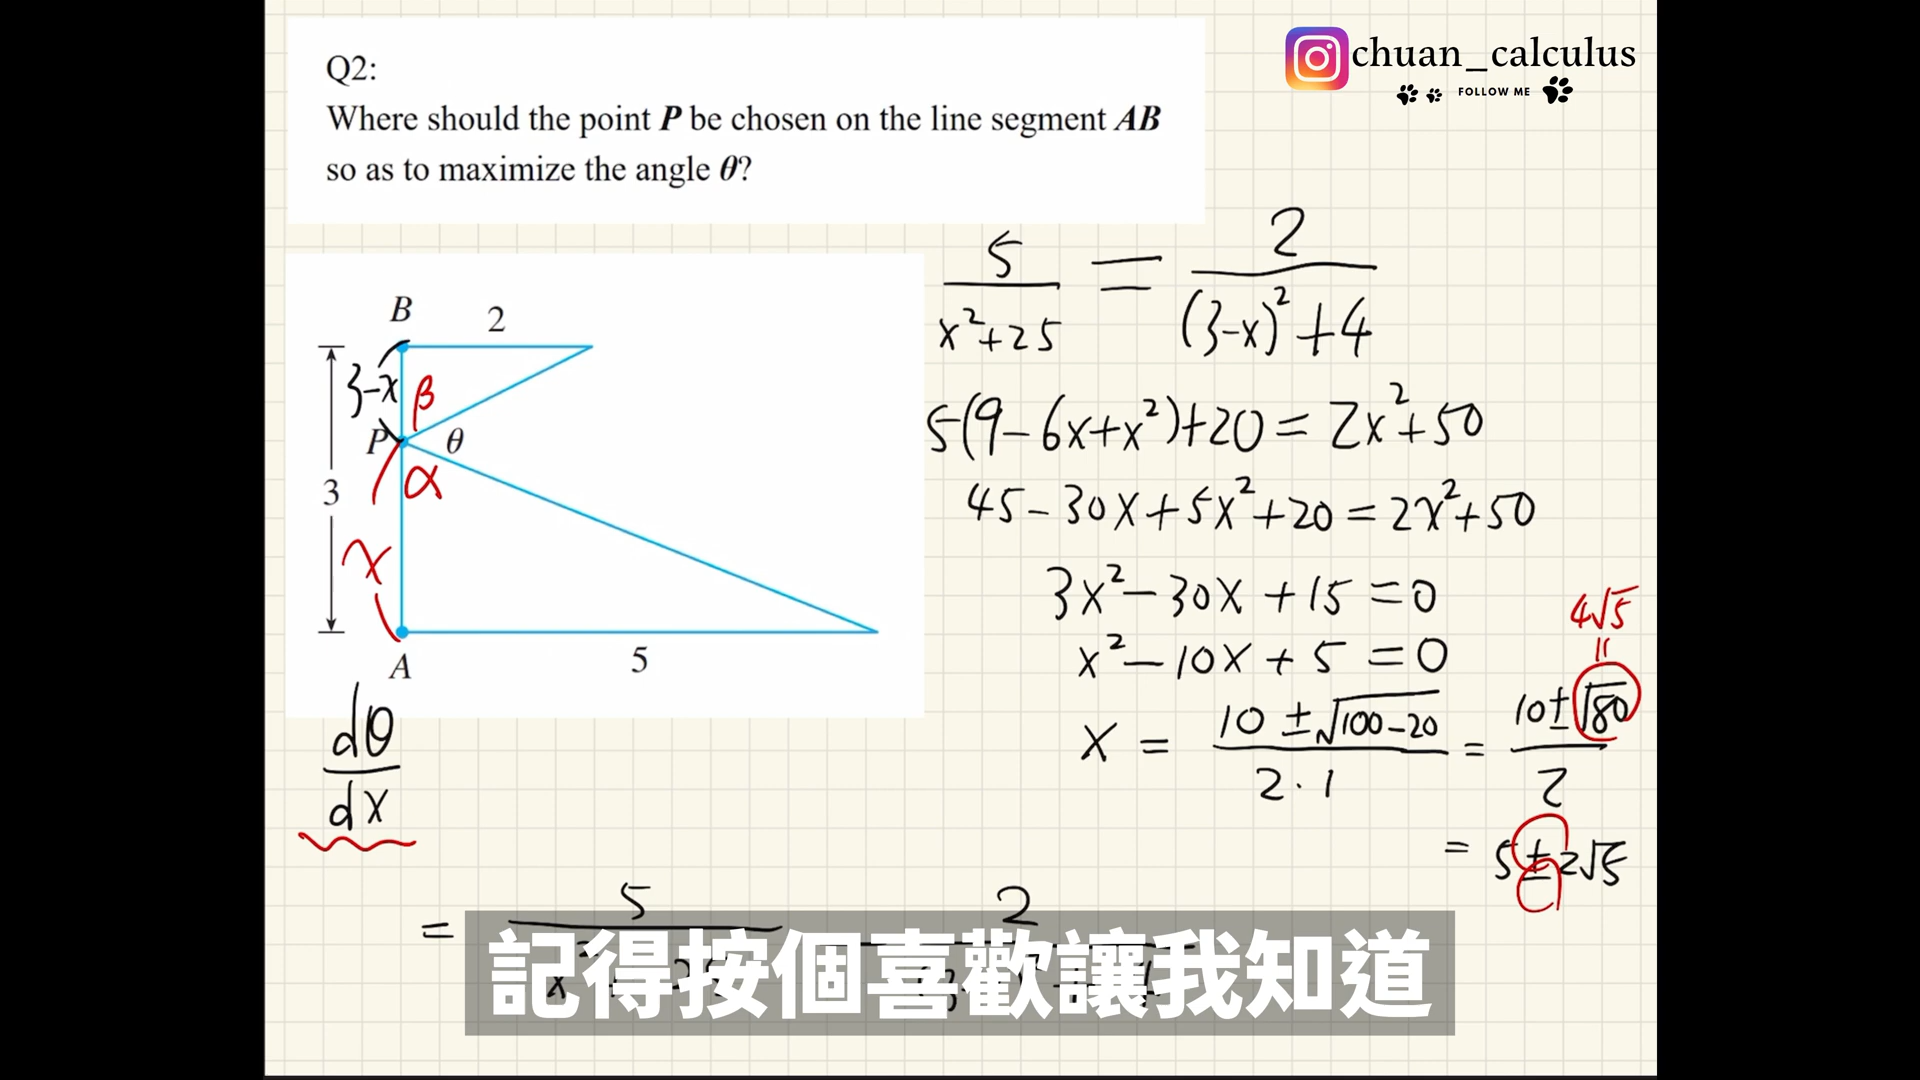 Q2:
Where should the point P be chosen on the line segment AB
so as to maximize the angle θ?
chuan_calculus
FOLLOW ME
B
2
3-x
β
P
θ
α
3
x
A
5
dθ/dx
= 5/ 2/
5/(x²+25) = 2/((3-x)²+4)
5(9-6x+x²)+20 = 2x²+50
45-30x+5x²+20 = 2x²+50
3x²-30x+15=0
x²-10x+5=0
4√5
=
x = (10±√(100-20))/(2·1) = (10±√80)/2
= 5±2√5
-
記得按個喜歡讓我知道